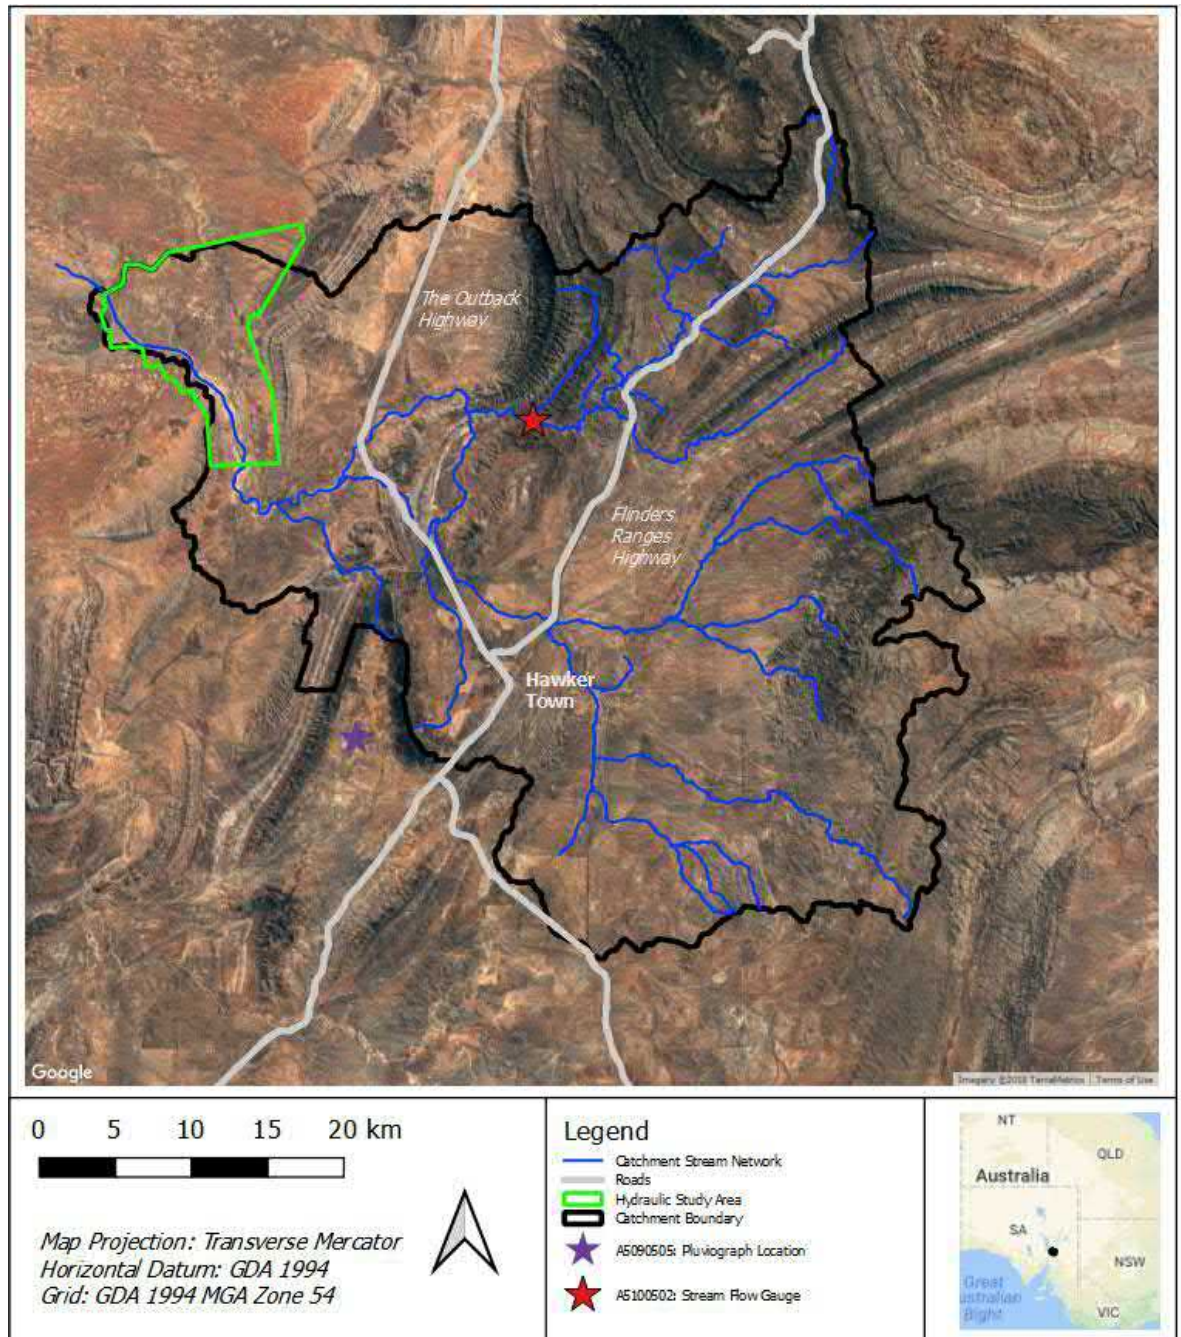 The Outback
Highway
Flinders
Ranges
Highway
Hawker
Town
Google
Imagery ©2018 TerraMetrics | Terms of Use
0 5 10 15 20 km
Map Projection: Transverse Mercator
Horizontal Datum: GDA 1994
Grid: GDA 1994 MGA Zone 54
Legend
Catchment Stream Network
Roads
Hydraulic Study Area
Catchment Boundary
A5090505: Pluviograph Location
A5100502: Stream Flow Gauge
NT
QLD
Australia
SA
NSW
Great
ustralian
Bight
VIC